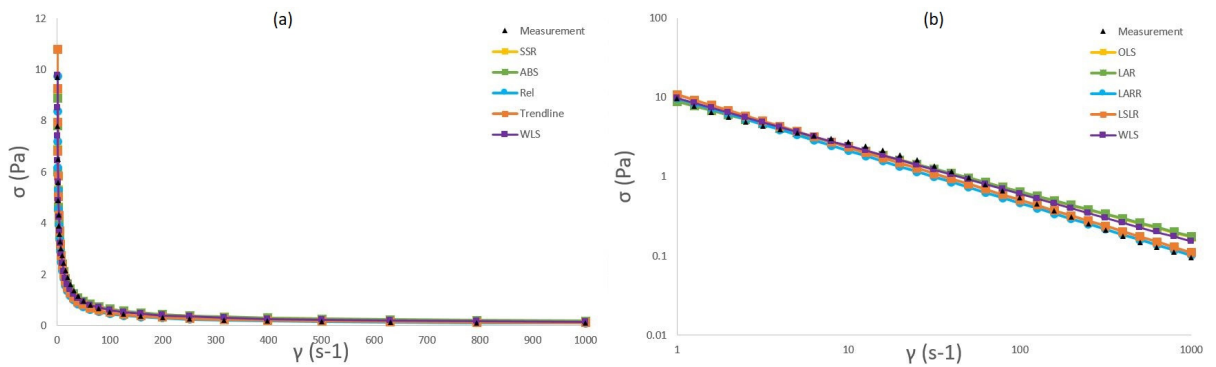 (a)
12
10
8
6
4
2
0
σ (Pa)
0 100 200 300 400 500 600 700 800 900 1000
γ (s-1)
Measurement
SSR
ABS
Rel
Trendline
WLS
(b)
100
10
1
0.1
0.01
σ (Pa)
1 10 100 1000
γ (s-1)
Measurement
OLS
LAR
LARR
LSLR
WLS